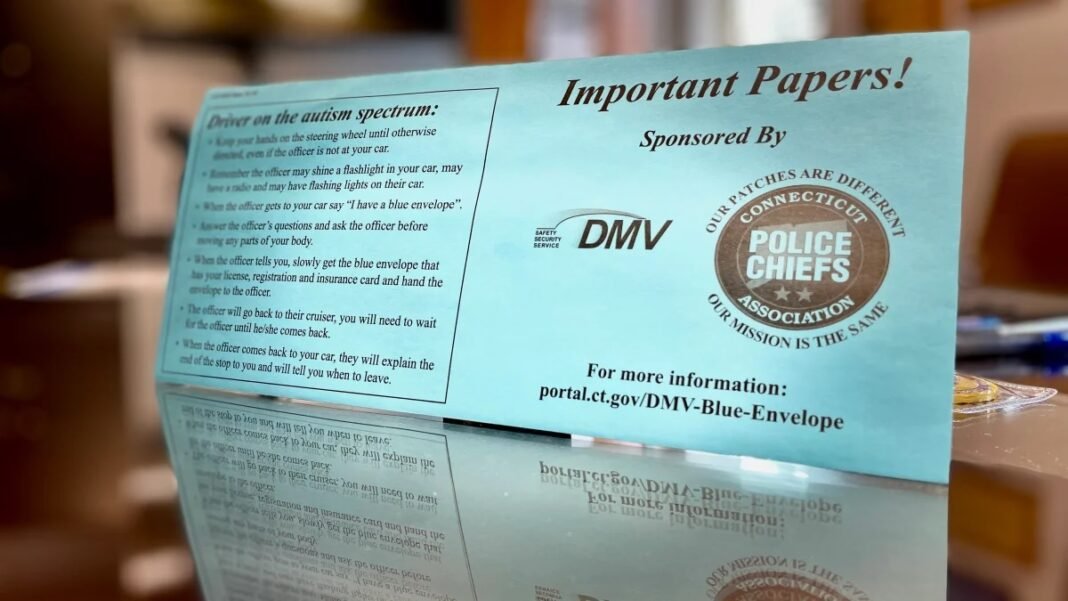 Driver on the autism spectrum:
• Keep your hands on the steering wheel until otherwise
directed, even if the officer is not at your car.
• Remember the officer may shine a flashlight in your car, may
have a radio and may have flashing lights on their car.
• When the officer gets to your car say “I have a blue envelope”.
• Answer the officer's questions and ask the officer before
moving any parts of your body.
• When the officer tells you, slowly get the blue envelope that
has your license, registration and insurance card and hand the
envelope to the officer.
• The officer will go back to their cruiser, you will need to wait
for the officer until he/she comes back.
• When the officer comes back to your car, they will explain the
end of the stop to you and will tell you when to leave.
Important Papers!
Sponsored By
SAFETY
SECURITY
SERVICE
DMV
OUR PATCHES ARE DIFFERENT
CONNECTICUT
POLICE
CHIEFS
ASSOCIATION
OUR MISSION IS THE SAME
For more information:
portal.ct.gov/DMV-Blue-Envelope